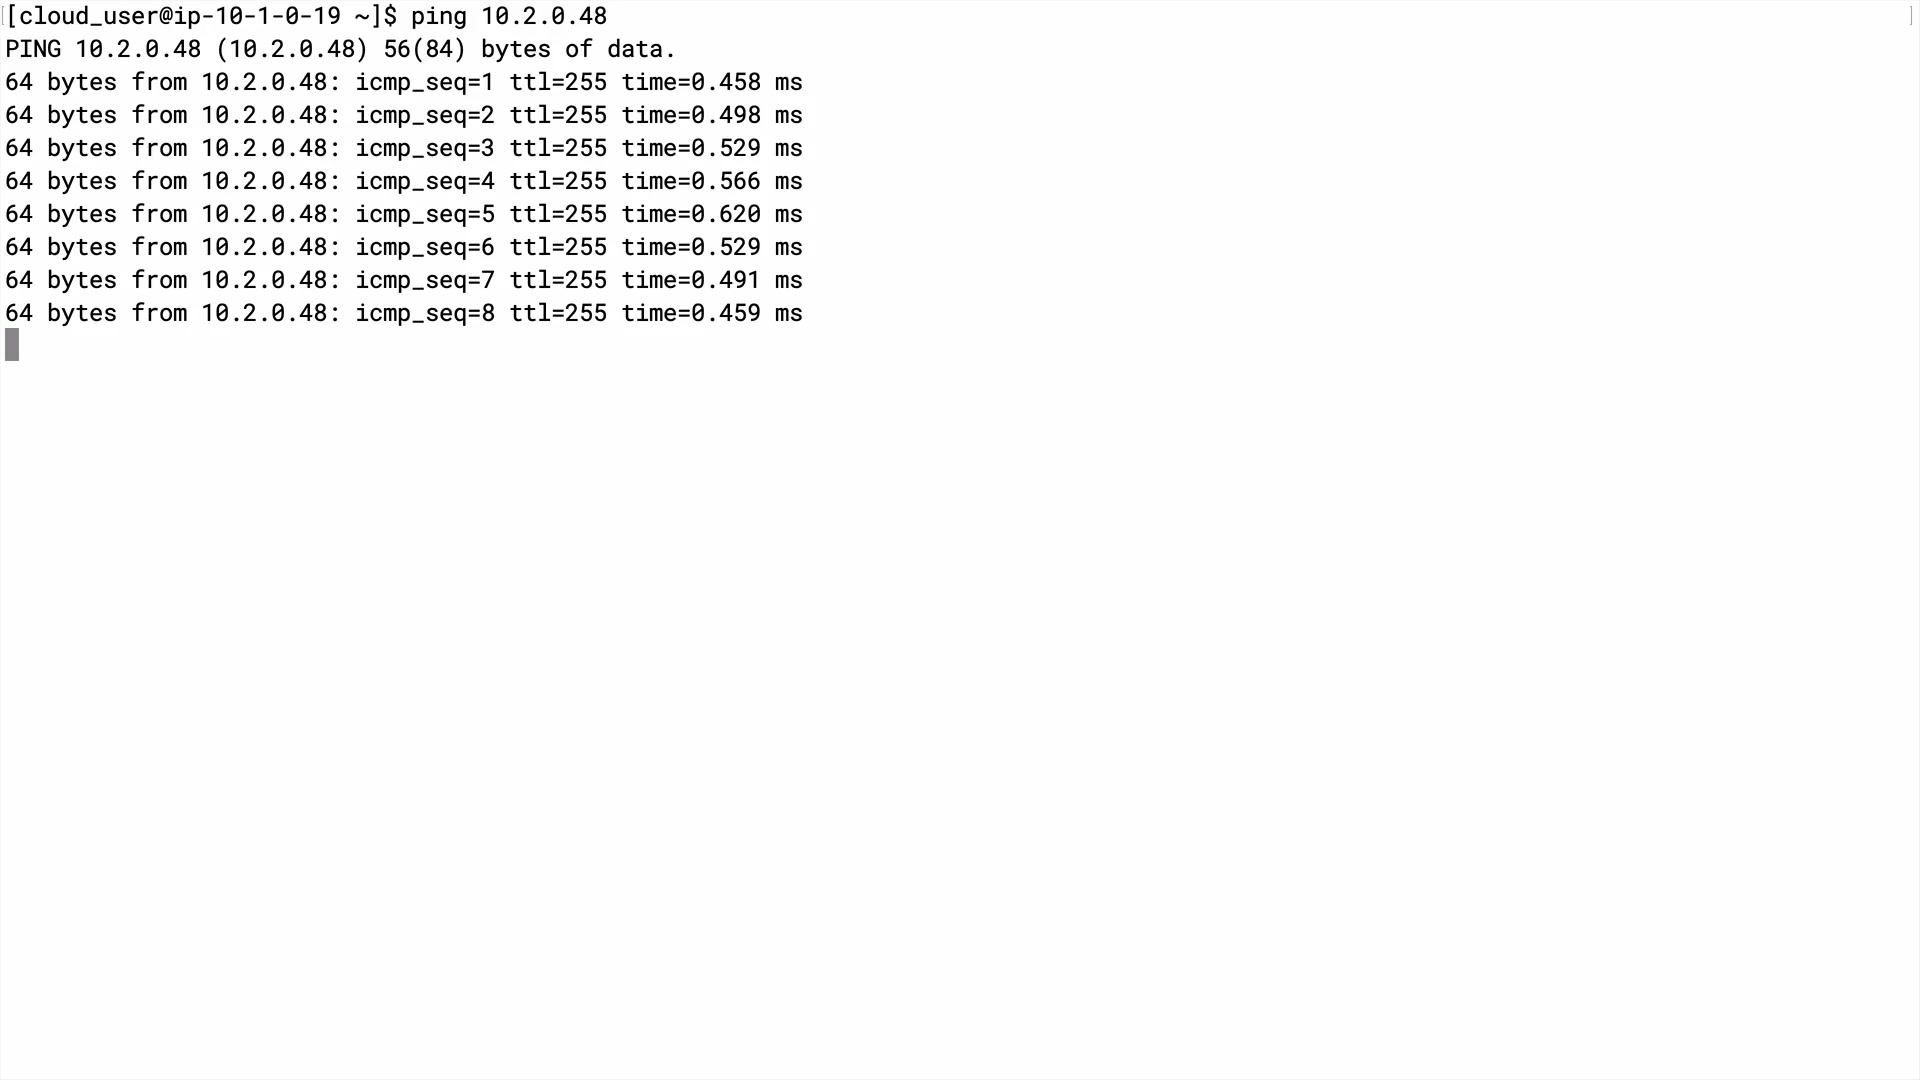 [cloud_user@ip-10-1-0-19 ~]$ ping 10.2.0.48
PING 10.2.0.48 (10.2.0.48) 56(84) bytes of data.
64 bytes from 10.2.0.48: icmp_seq=1 ttl=255 time=0.458 ms
64 bytes from 10.2.0.48: icmp_seq=2 ttl=255 time=0.498 ms
64 bytes from 10.2.0.48: icmp_seq=3 ttl=255 time=0.529 ms
64 bytes from 10.2.0.48: icmp_seq=4 ttl=255 time=0.566 ms
64 bytes from 10.2.0.48: icmp_seq=5 ttl=255 time=0.620 ms
64 bytes from 10.2.0.48: icmp_seq=6 ttl=255 time=0.529 ms
64 bytes from 10.2.0.48: icmp_seq=7 ttl=255 time=0.491 ms
64 bytes from 10.2.0.48: icmp_seq=8 ttl=255 time=0.459 ms